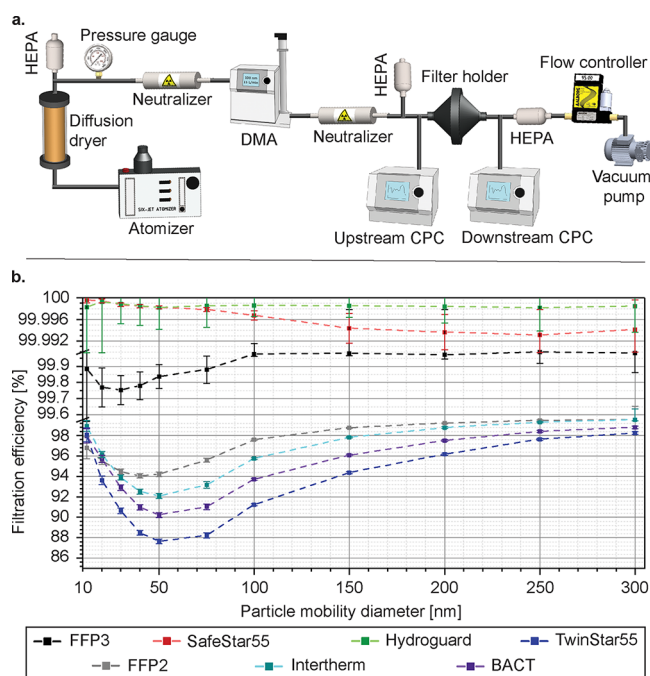 a.
HEPA
Pressure gauge
Neutralizer
Diffusion
dryer
SIX-JET ATOMIZER
Atomizer
DMA
Neutralizer
HEPA
Filter holder
Flow controller
HEPA
Vacuum
pump
Upstream CPC
Downstream CPC
b.
Filtration efficiency [%]
100
99.996
99.992
99.9
99.8
99.7
99.6
98
96
94
92
90
88
86
10 50 100 150 200 250 300
Particle mobility diameter [nm]
FFP3 SafeStar55 Hydroguard TwinStar55
FFP2 Intertherm BACT